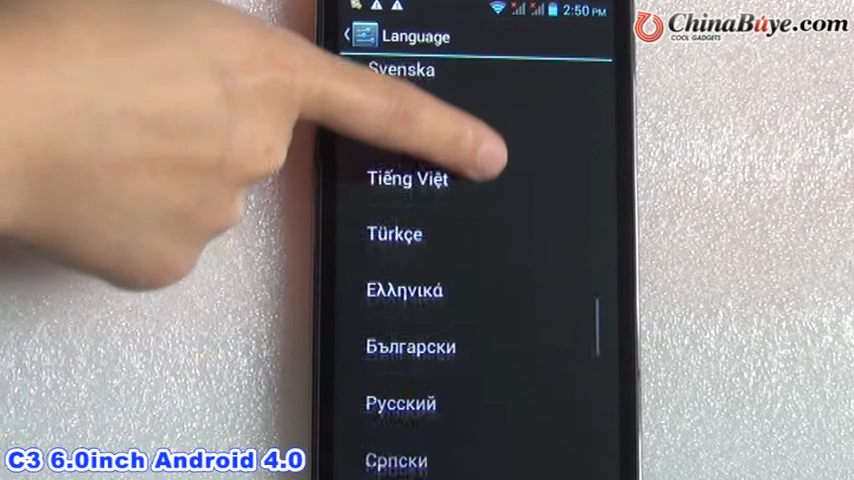 2:50 PM
ChinaBuye.com
COOL GADGETS
Language
Svenska
Tiếng Việt
Türkçe
Ελληνικά
Български
Русский
Српски
C3 6.0inch Android 4.0